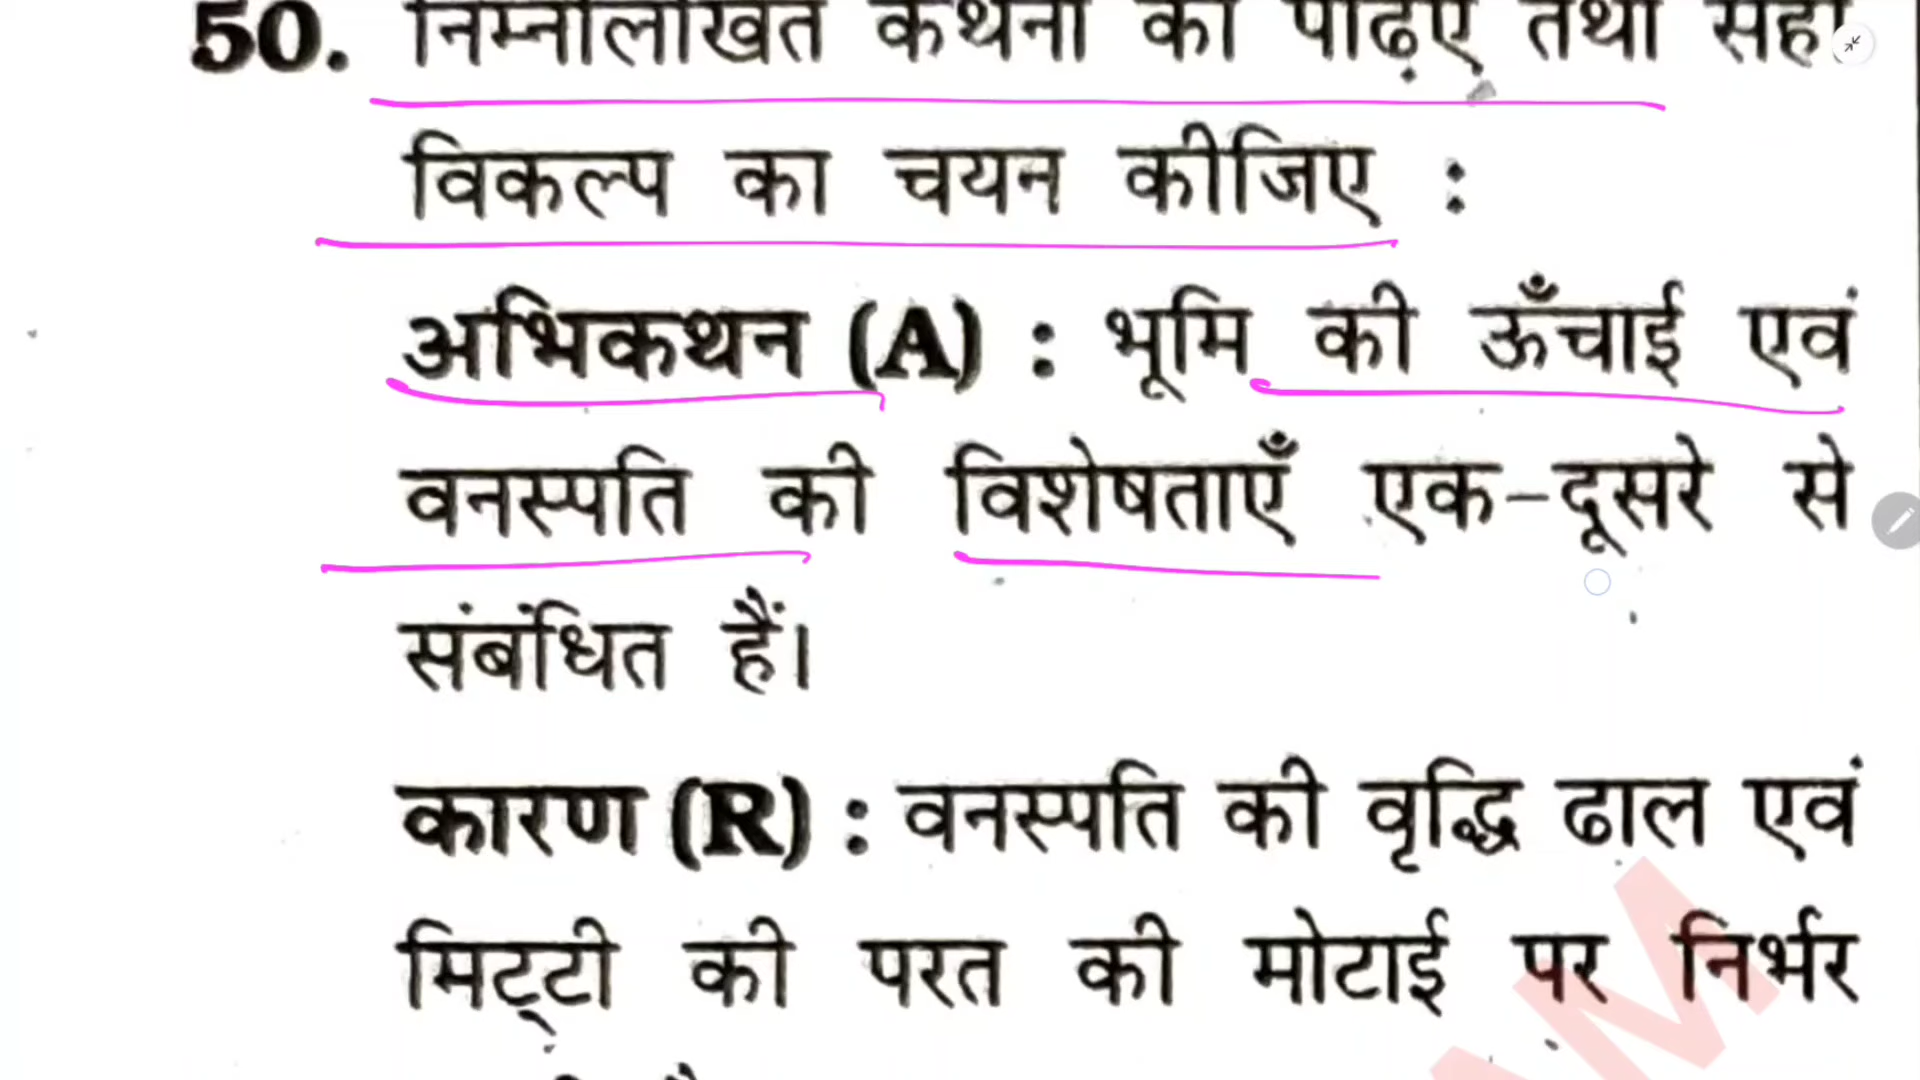 50. निम्नलिखित कथनों को पढ़िए तथा सही
विकल्प का चयन कीजिए :
अभिकथन (A) : भूमि की ऊँचाई एवं
वनस्पति की विशेषताएँ एक-दूसरे से
संबंधित हैं।
कारण (R) : वनस्पति की वृद्धि ढाल एवं
मिट्टी की परत की मोटाई पर निर्भर